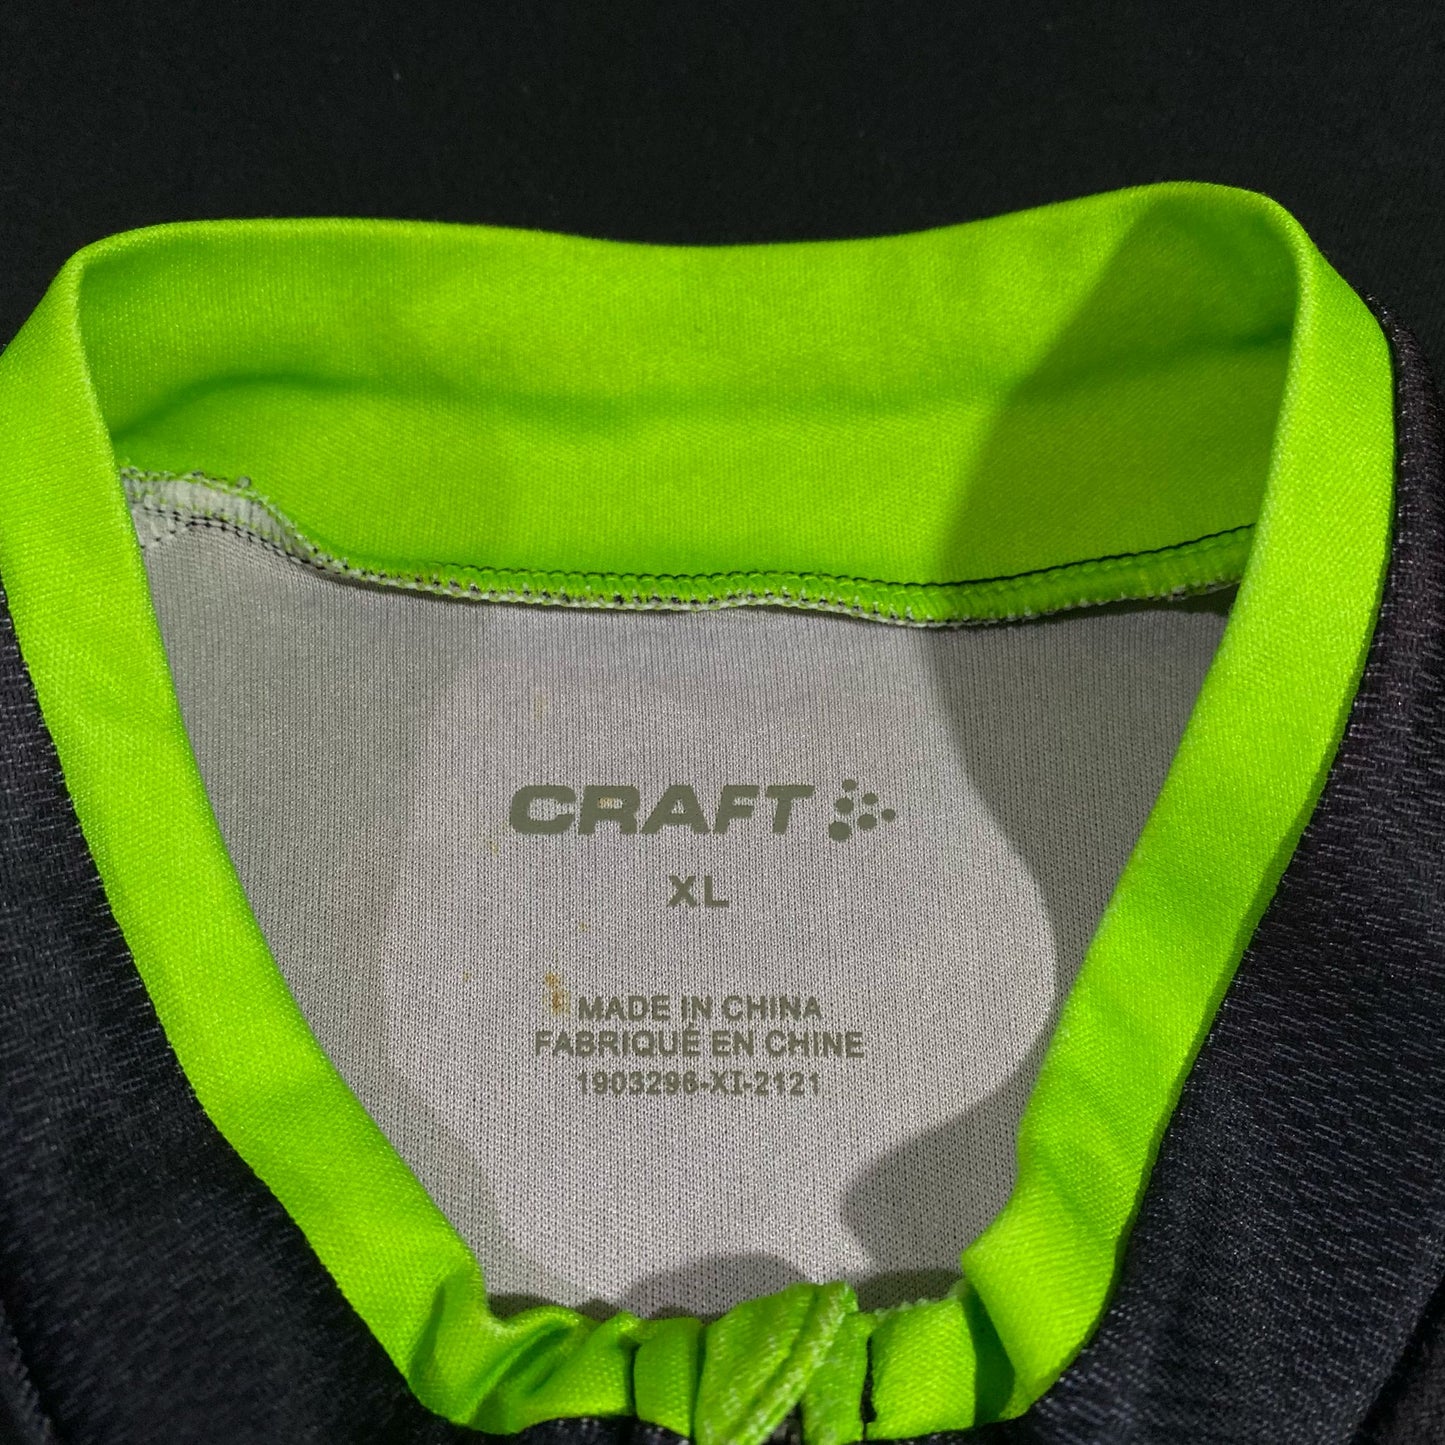 CRAFT
XL
MADE IN CHINA
FABRIQUÉ EN CHINE
1903296-XI-2121